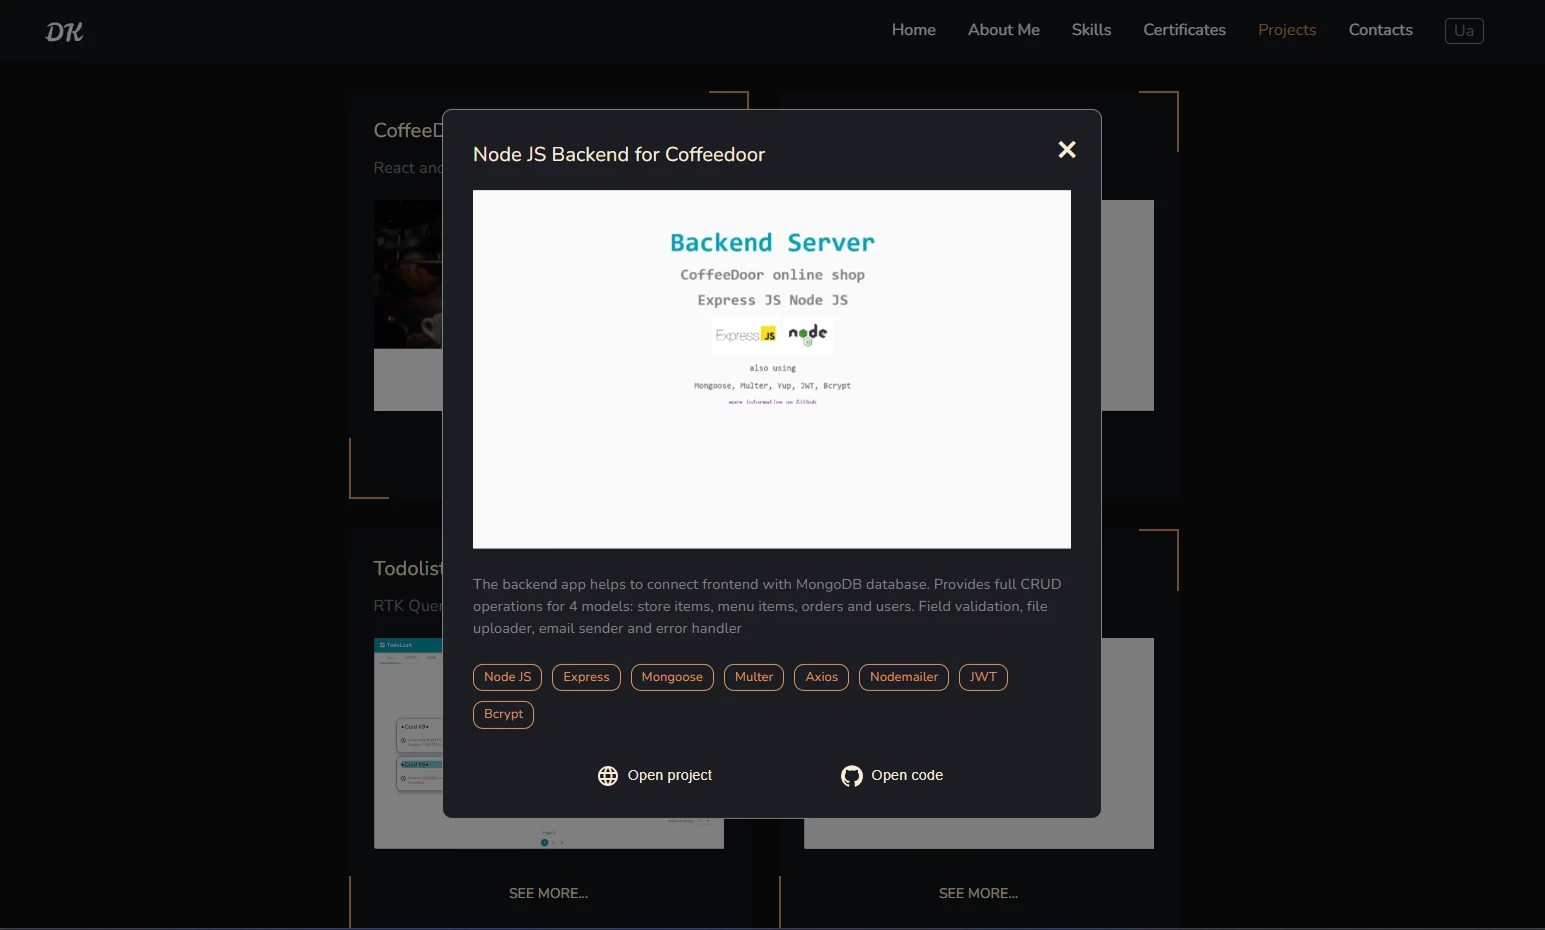 DK
Home
About Me
Skills
Certificates
Projects
Contacts
Ua
CoffeeD
React and
Node JS Backend for Coffeedoor
Backend Server
CoffeeDoor online shop
Express JS Node JS
Express JS node
also using
Mongoose, Multer, Yup, JWT, Bcrypt
more information on Github
The backend app helps to connect frontend with MongoDB database. Provides full CRUD
operations for 4 models: store items, menu items, orders and users. Field validation, file
uploader, email sender and error handler
Node JS
Express
Mongoose
Multer
Axios
Nodemailer
JWT
Bcrypt
Open project
Open code
Todolist
RTK Quer
TodoList
SEE MORE...
SEE MORE...